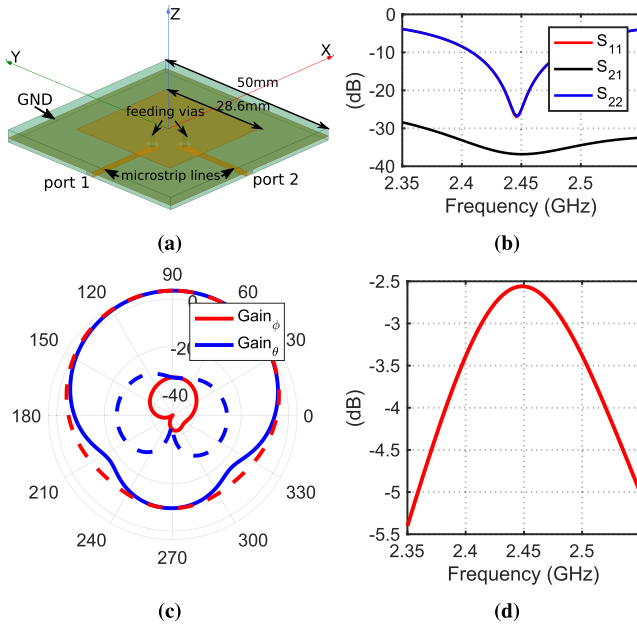 Z
Y
X
50mm
28.6mm
GND
feeding vias
port 1
microstrip lines
port 2
(a)
0
-10
-20
-30
-40
(dB)
S11
S21
S22
2.35
2.4
2.45
2.5
Frequency (GHz)
(b)
90
120
60
150
30
180
0
210
330
240
300
270
0
-20
-40
Gainϕ
Gainθ
(c)
-2.5
-3
-3.5
-4
-4.5
-5
-5.5
(dB)
2.35
2.4
2.45
2.5
Frequency (GHz)
(d)